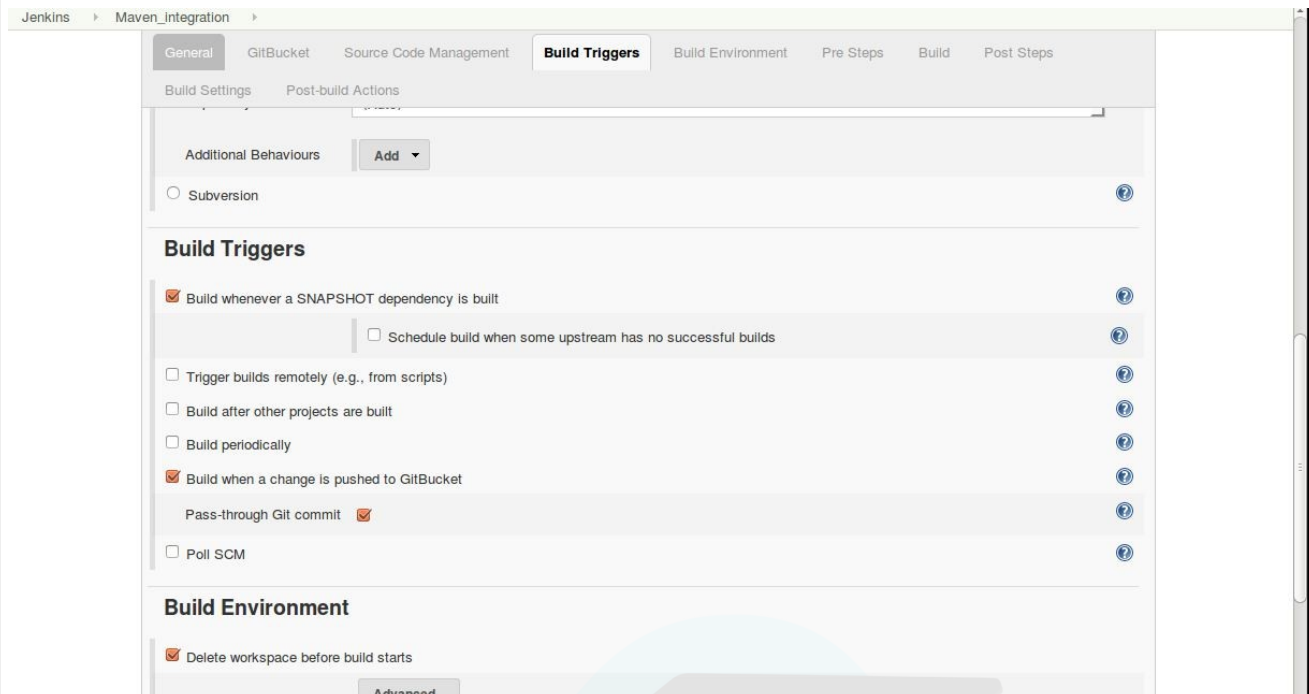 Jenkins Maven_integration
General GitBucket Source Code Management Build Triggers Build Environment Pre Steps Build Post Steps
Build Settings Post-build Actions
Additional Behaviours Add
Subversion
Build Triggers
Build whenever a SNAPSHOT dependency is built
Schedule build when some upstream has no successful builds
Trigger builds remotely (e.g., from scripts)
Build after other projects are built
Build periodically
Build when a change is pushed to GitBucket
Pass-through Git commit
Poll SCM
Build Environment
Delete workspace before build starts
Advanced...